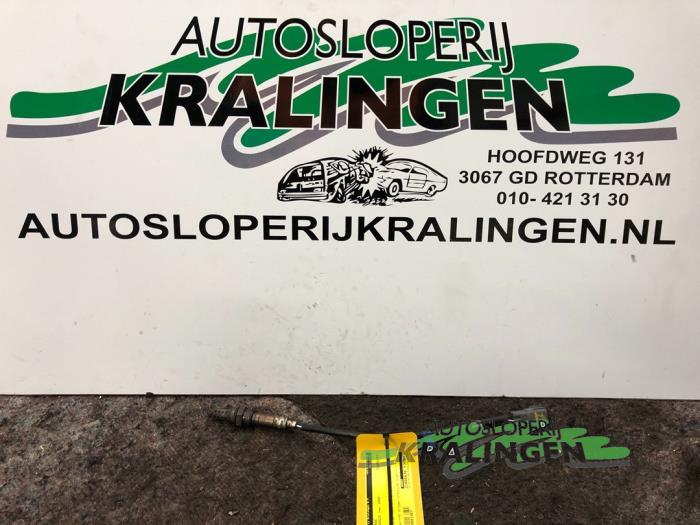 AUTOSLOPERIJ
KRALINGEN
HOOFDWEG 131
3067 GD ROTTERDAM
010- 421 31 30
AUTOSLOPERIJKRALINGEN.NL
AUTOSLOPERIJ
KRALINGEN